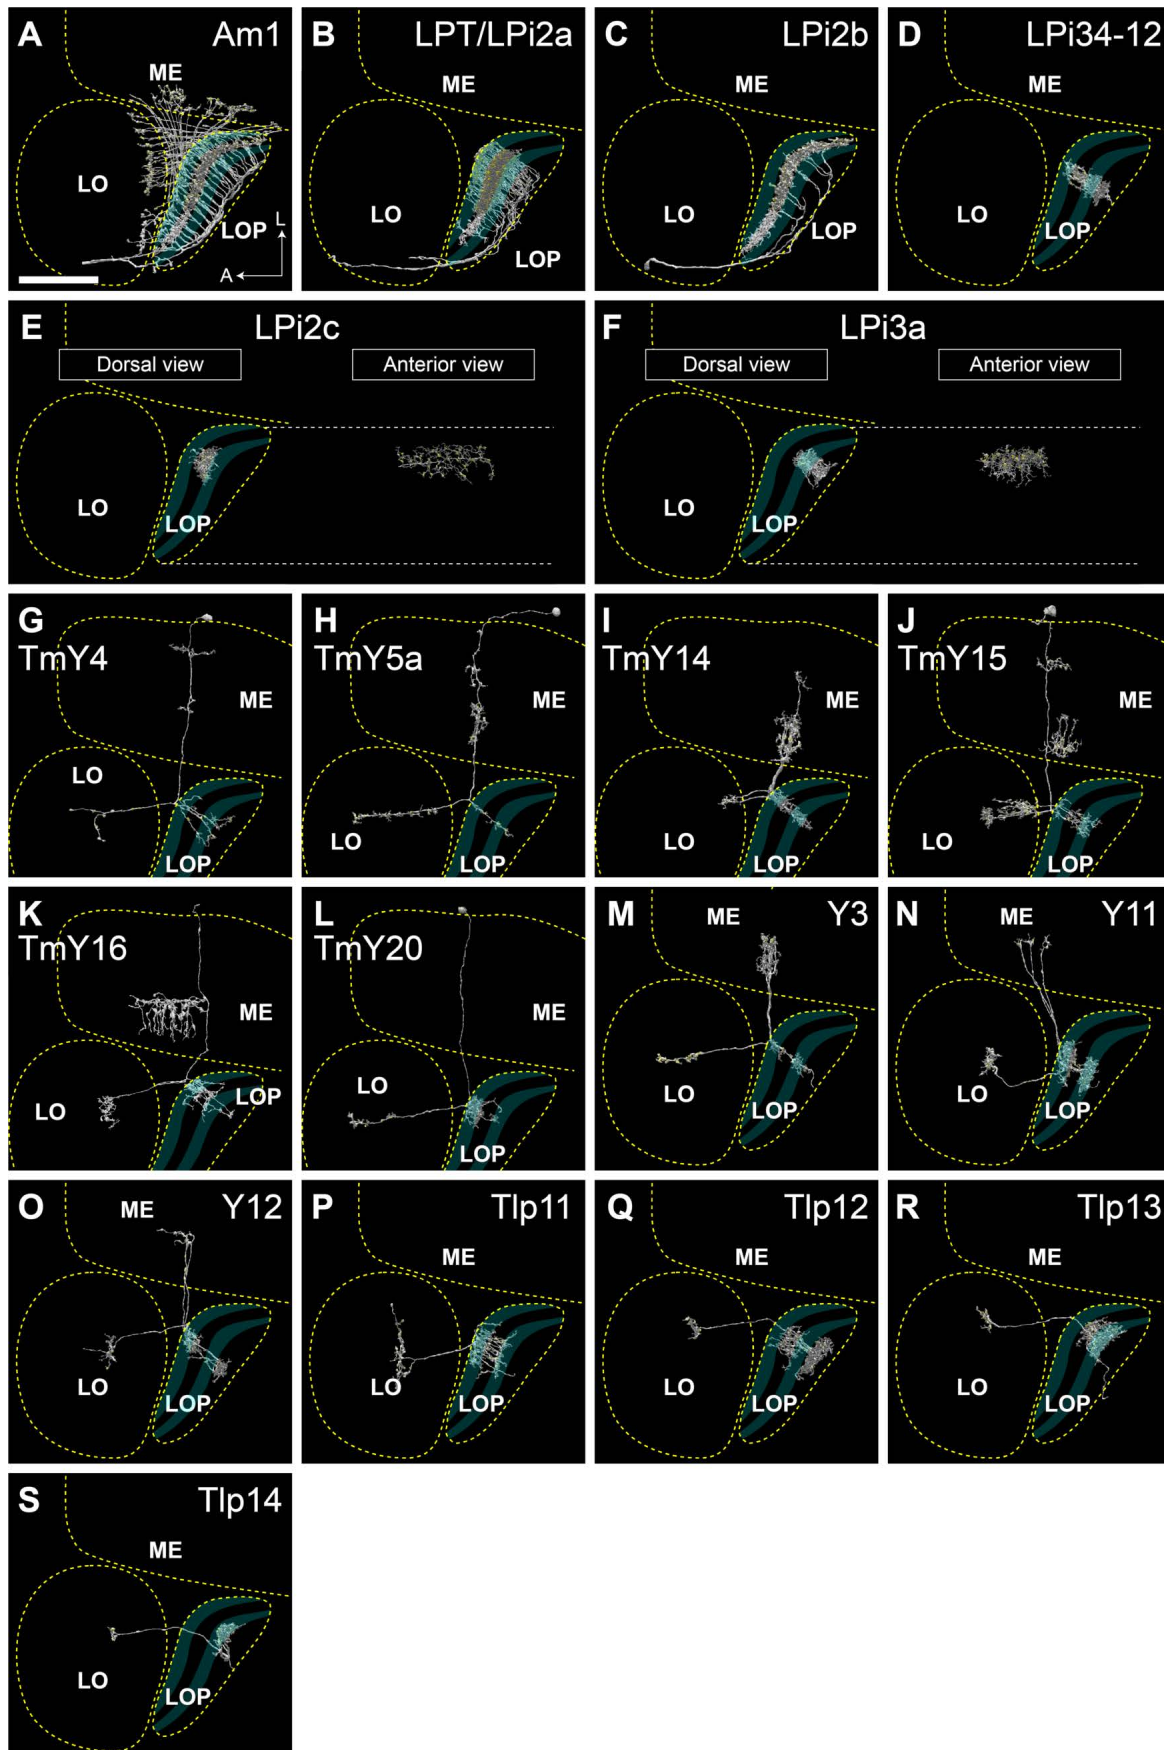 A Am1
ME
LO
LOP
L
A
B LPT/LPi2a
ME
LO
LOP
C LPi2b
ME
LO
LOP
D LPi34-12
ME
LO
LOP
E LPi2c
Dorsal view Anterior view
LO
LOP
F LPi3a
Dorsal view Anterior view
LO
LOP
G
TmY4
ME
LO
LOP
H
TmY5a
ME
LO
LOP
I
TmY14
ME
LO
LOP
J
TmY15
ME
LO
LOP
K
TmY16
ME
LO
LOP
L
TmY20
ME
LO
LOP
M ME Y3
LO
LOP
N ME Y11
LO
LOP
O ME Y12
LO
LOP
P Tlp11
ME
LO
LOP
Q Tlp12
ME
LO
LOP
R Tlp13
ME
LO
LOP
S Tlp14
ME
LO
LOP